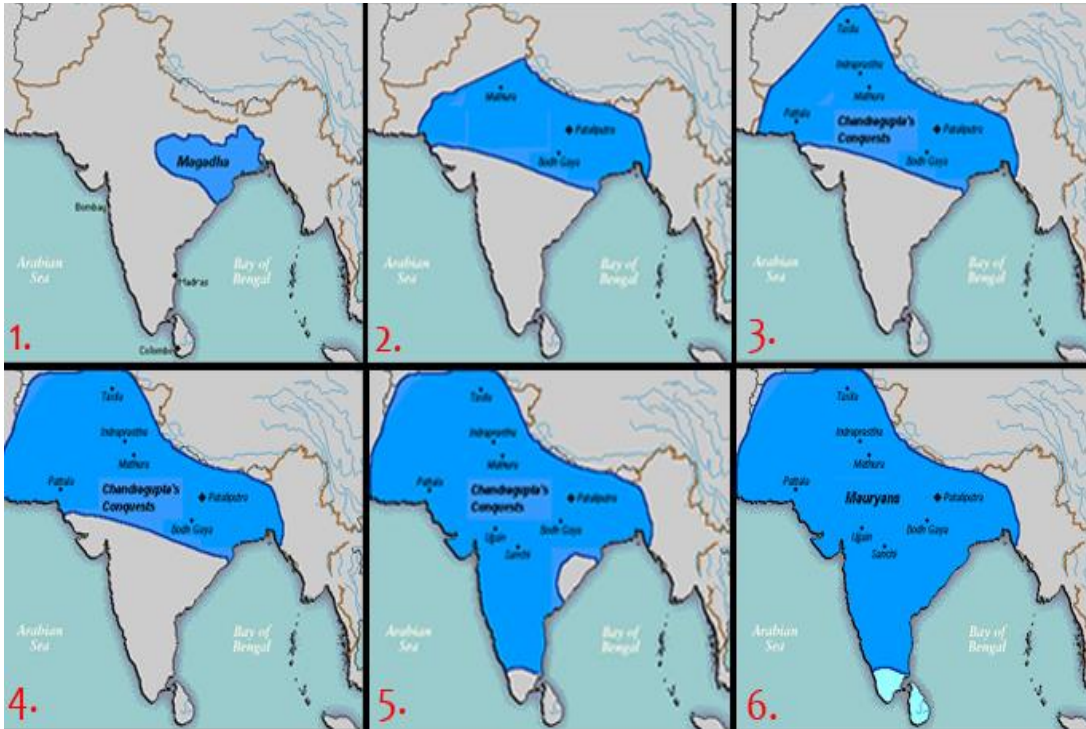 Magadha
Bombay
Arabian
Sea
Bay of
Bengal
Madras
Colombo
1.
Mathura
Pataliputra
Bodh Gaya
Arabian
Sea
Bay of
Bengal
2.
Taxila
Indraprastha
Mathura
Pattala
Chandragupta's
Conquests
Pataliputra
Bodh Gaya
Arabian
Sea
Bay of
Bengal
3.
Taxila
Indraprastha
Mathura
Pattala
Chandragupta's
Conquests
Pataliputra
Bodh Gaya
Arabian
Sea
Bay of
Bengal
4.
Taxila
Indraprastha
Mathura
Pattala
Chandragupta's
Conquests
Pataliputra
Bodh Gaya
Ujjain
Sanchi
Arabian
Sea
Bay of
Bengal
5.
Taxila
Indraprastha
Mathura
Pattala
Mauryans
Pataliputra
Bodh Gaya
Ujjain
Sanchi
Arabian
Sea
Bay of
Bengal
6.